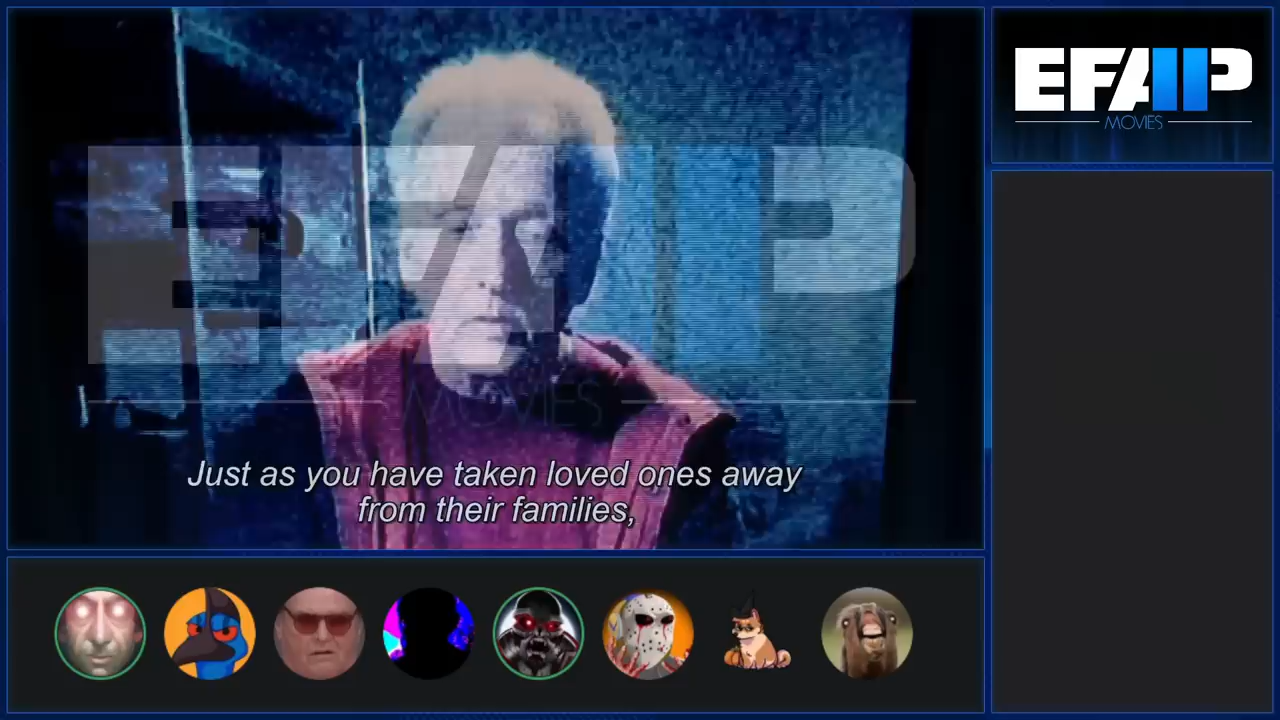 EFAP
MOVIES
EFAP
MOVIES
Just as you have taken loved ones away
from their families,